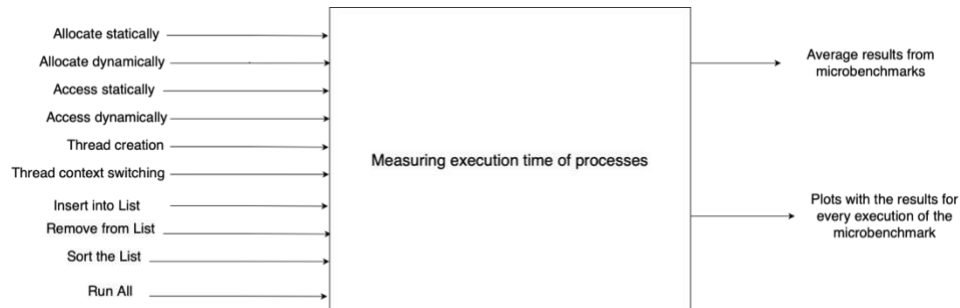 Allocate statically
Allocate dynamically
Access statically
Access dynamically
Thread creation
Thread context switching
Insert into List
Remove from List
Sort the List
Run All
Measuring execution time of processes
Average results from
microbenchmarks
Plots with the results for
every execution of the
microbenchmark